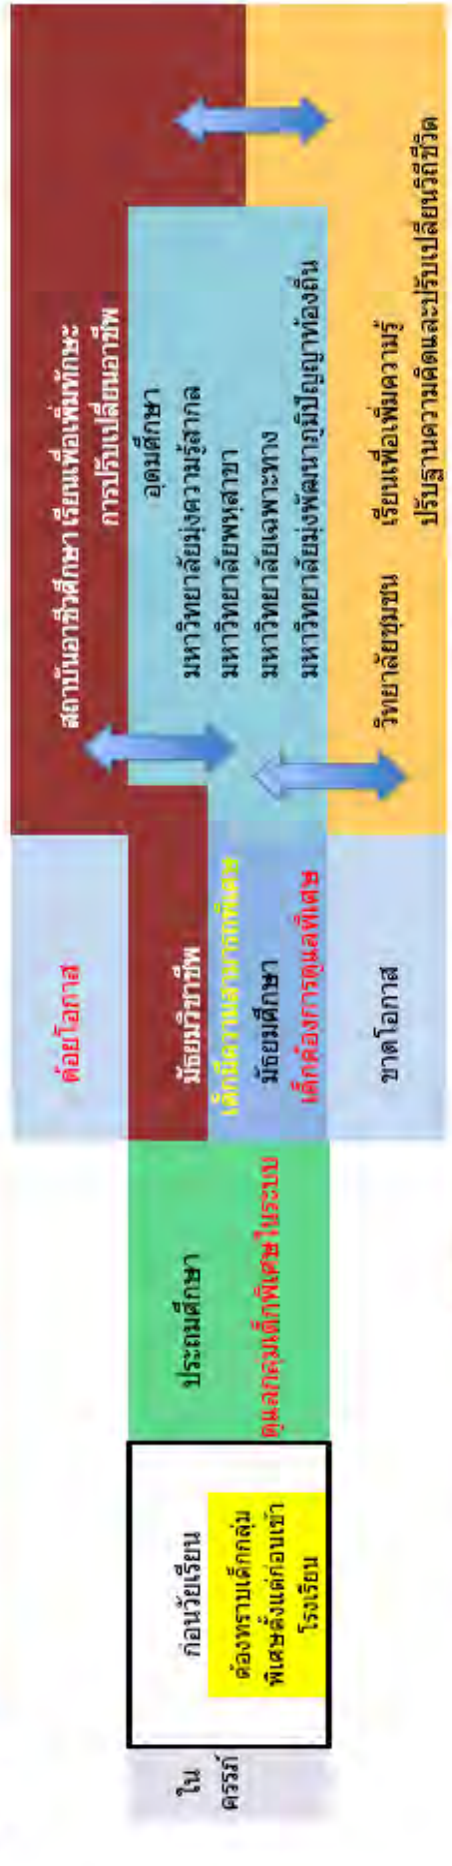 ใน
ครรภ์
ก่อนวัยเรียน
ต้องทราบเด็กกลุ่ม
พิเศษตั้งแต่ก่อนเข้า
โรงเรียน
ประถมศึกษา
ดูแลกลุ่มเด็กพิเศษในระบบ
ด้อยโอกาส
มัธยมวิชาชีพ
เด็กมีความสามารถพิเศษ
มัธยมศึกษา
เด็กต้องการดูแลพิเศษ
ขาดโอกาส
สถาบันอาชีวศึกษา เรียนเพื่อเพิ่มทักษะ
การปรับเปลี่ยนอาชีพ
อุดมศึกษา
มหาวิทยาลัยมุ่งความรู้สากล
มหาวิทยาลัยพหุสาขา
มหาวิทยาลัยเฉพาะทาง
มหาวิทยาลัยมุ่งพัฒนาภูมิปัญญาท้องถิ่น
วิทยาลัยชุมชน เรียนเพื่อเพิ่มความรู้
ปรับฐานความคิดและปรับเปลี่ยนวิถีชีวิต